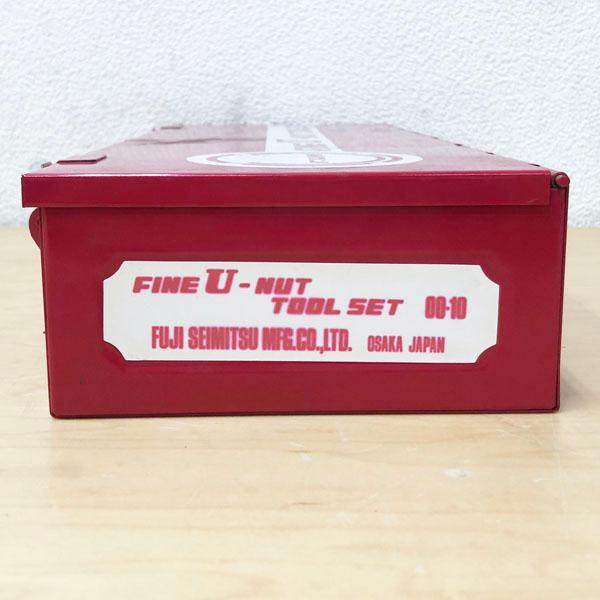 FINE U-NUT
TOOL SET 00-10
FUJI SEIMITSU MFG.CO.,LTD. OSAKA JAPAN